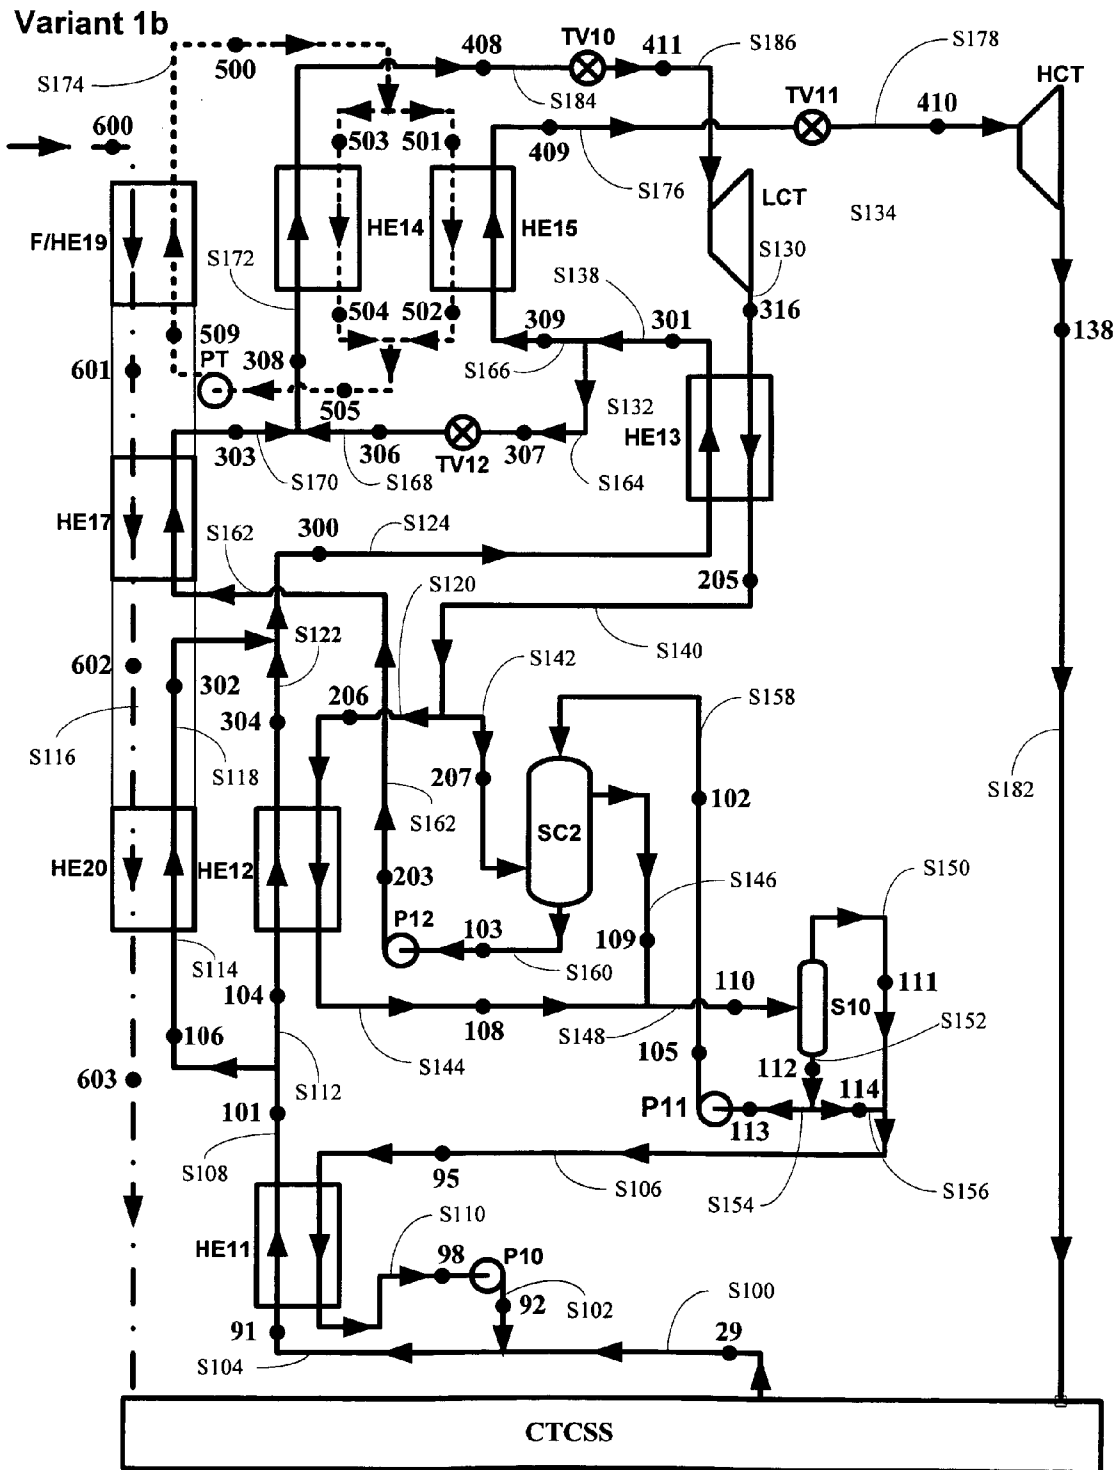 Variant 1b
500
S174
408
TV10
411
S186
S178
HCT
S184
TV11
410
600
503
501
409
S176
LCT
S134
F/HE19
HE14
HE15
S172
S138
S130
316
504
502
309
301
138
509
PT
308
S166
601
505
S132
HE13
303
306
TV12
307
S170
S168
S164
HE17
S162
300
S124
S120
205
S122
S140
602
302
206
S142
S158
304
S116
S118
207
102
S182
S162
SC2
HE20
HE12
203
S146
S150
P12
103
109
S114
S160
110
111
104
S10
106
108
S148
S152
S144
105
112
603
S112
114
101
P11
113
S108
95
S106
S154
S156
S110
HE11
98
P10
S102
S100
92
91
29
S104
CTCSS